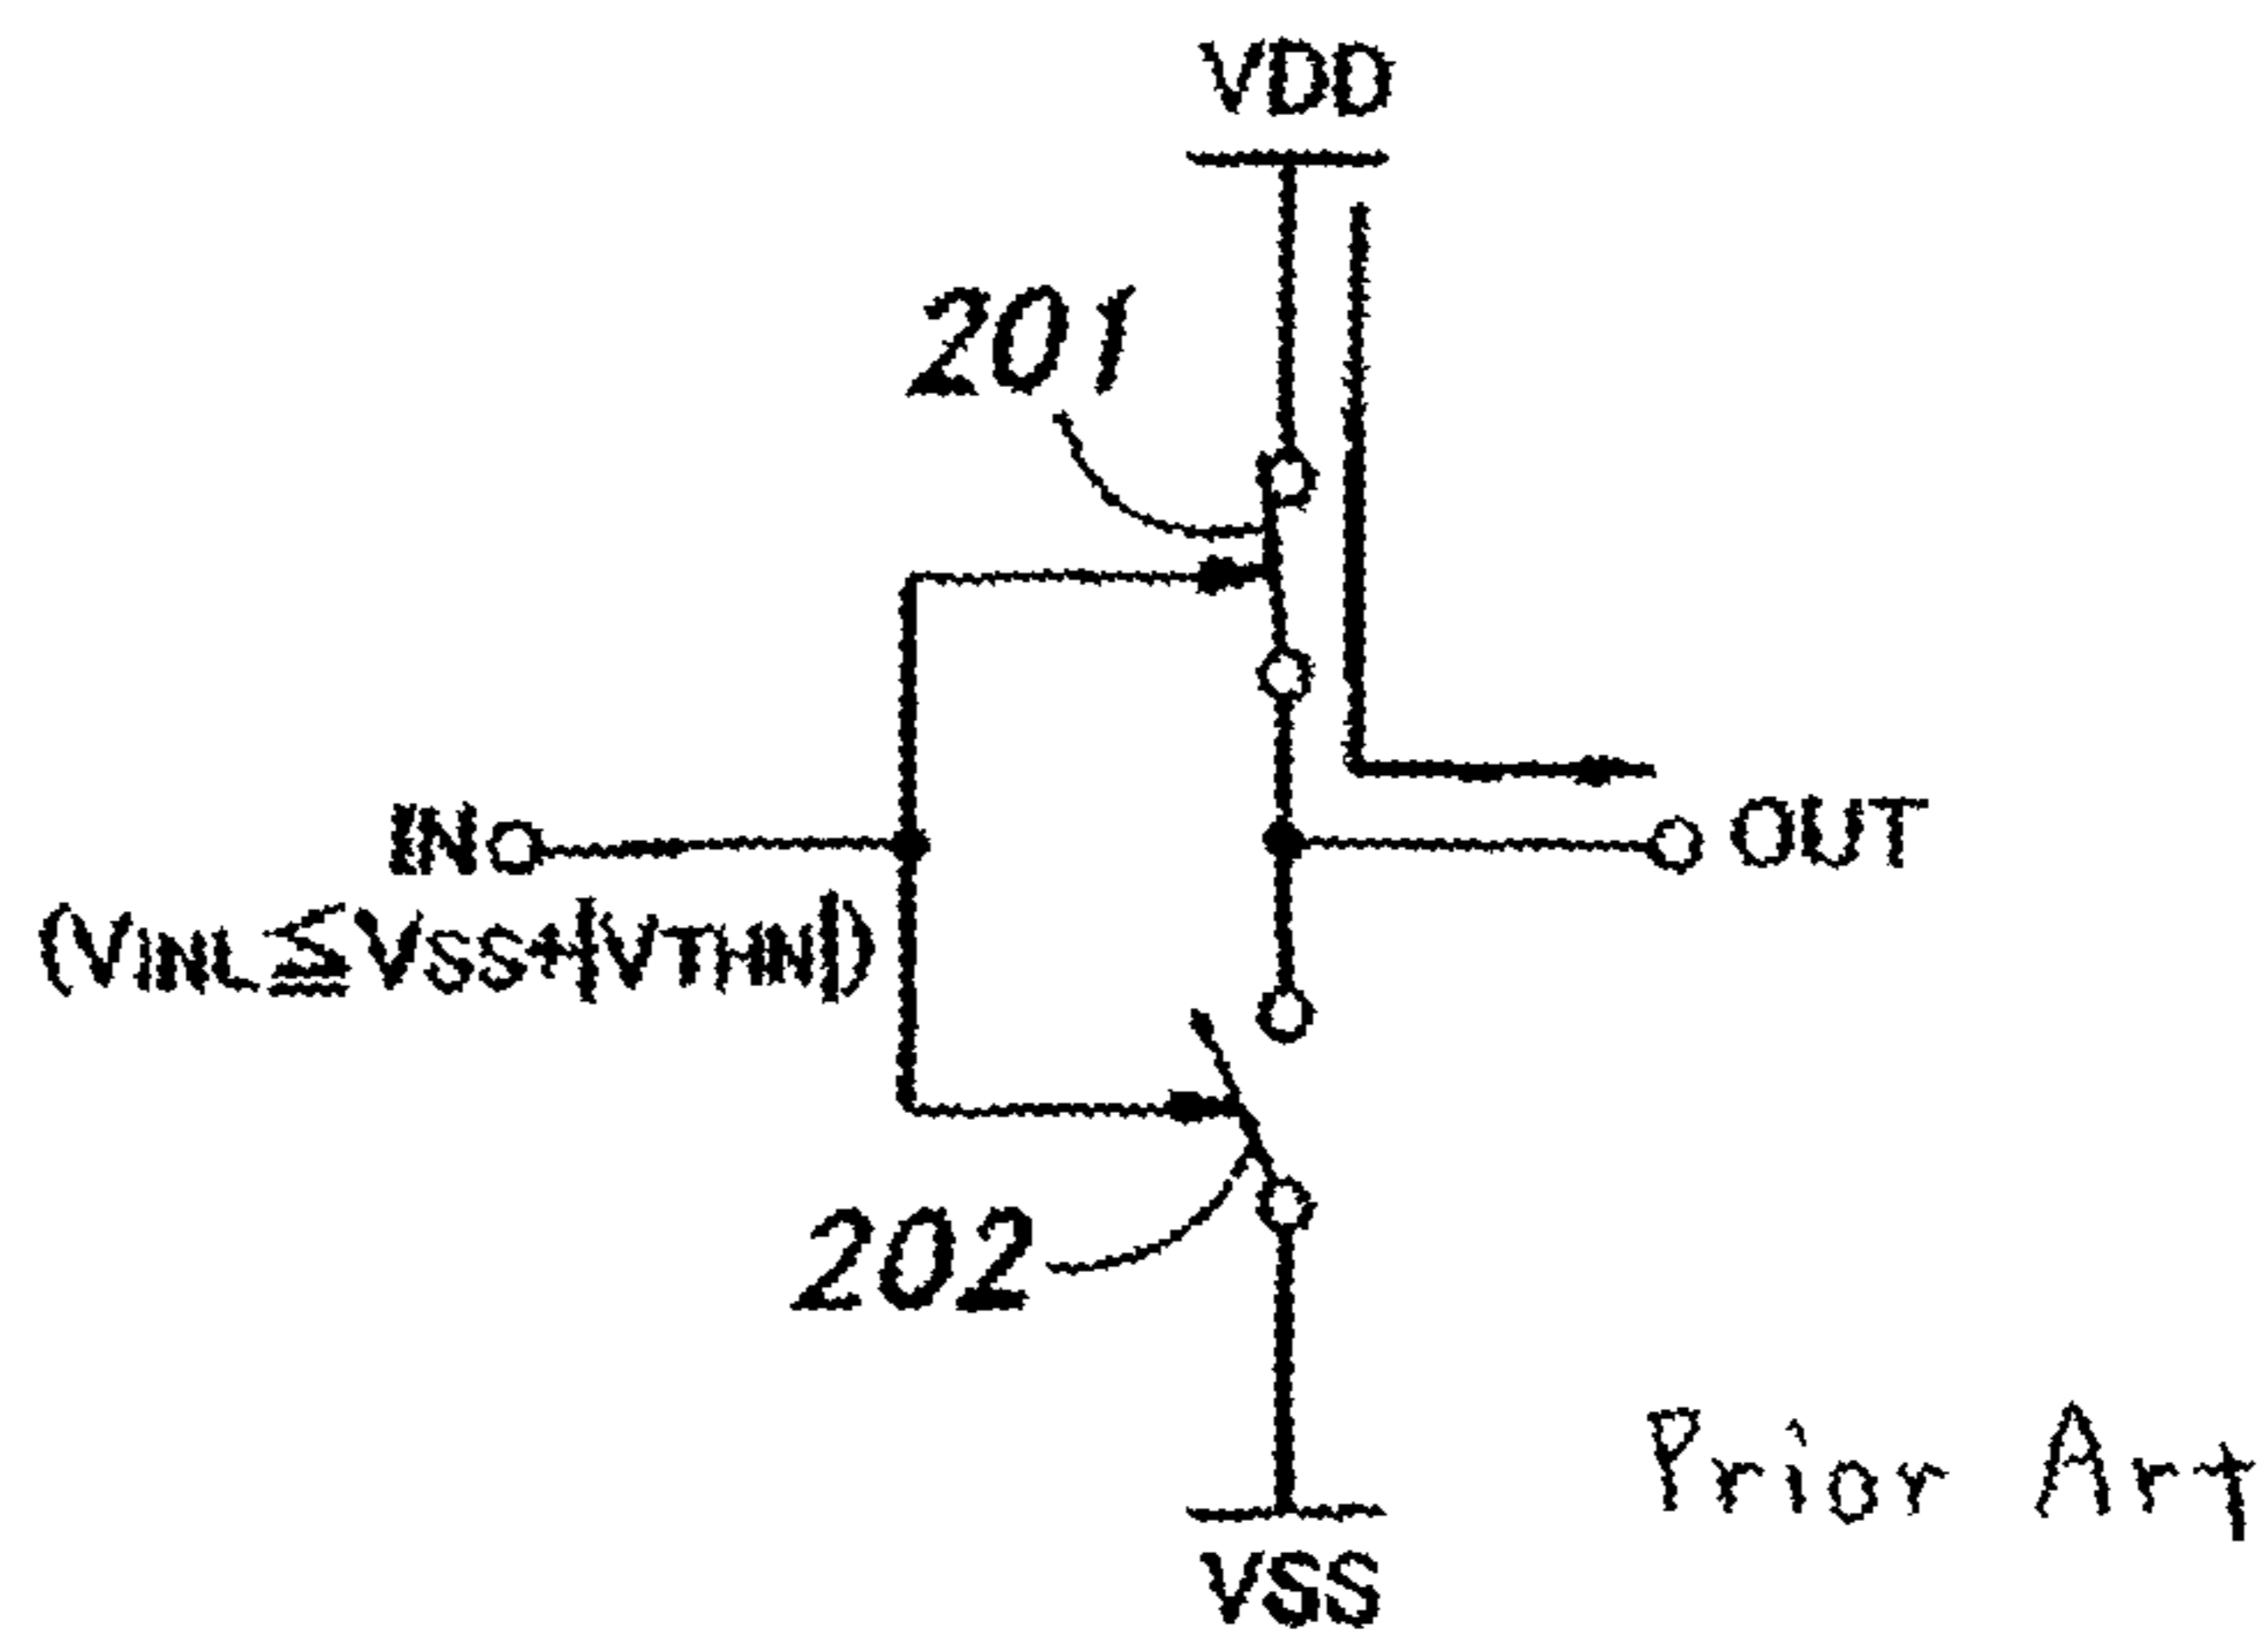 VDD
201
IN
OUT
(VINL≦VSS+|VTHN|)
202
Prior Art
VSS